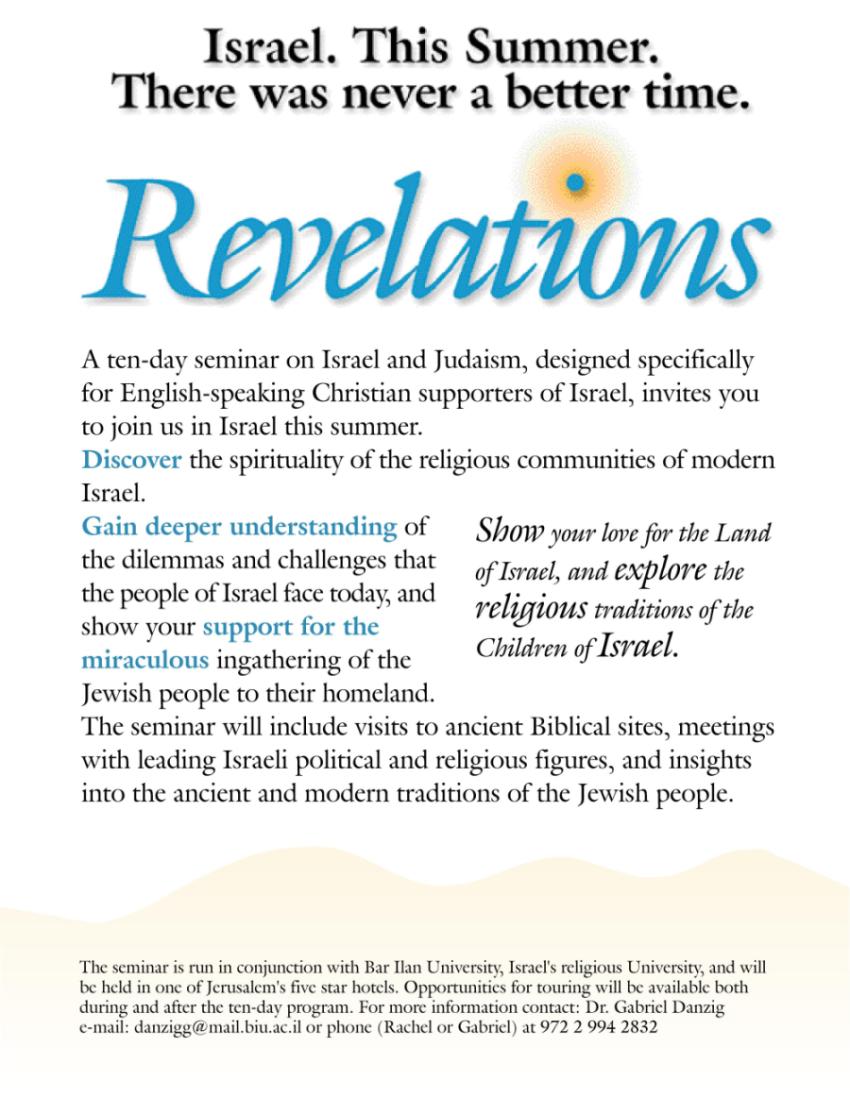 Israel. This Summer.
There was never a better time.
Revelations
A ten-day seminar on Israel and Judaism, designed specifically
for English-speaking Christian supporters of Israel, invites you
to join us in Israel this summer.
Discover the spirituality of the religious communities of modern
Israel.
Gain deeper understanding of
the dilemmas and challenges that
the people of Israel face today, and
show your support for the
miraculous ingathering of the
Jewish people to their homeland.
Show your love for the Land
of Israel, and explore the
religious traditions of the
Children of Israel.
The seminar will include visits to ancient Biblical sites, meetings
with leading Israeli political and religious figures, and insights
into the ancient and modern traditions of the Jewish people.
The seminar is run in conjunction with Bar Ilan University, Israel's religious University, and will
be held in one of Jerusalem's five star hotels. Opportunities for touring will be available both
during and after the ten-day program. For more information contact: Dr. Gabriel Danzig
e-mail: danzigg@mail.biu.ac.il or phone (Rachel or Gabriel) at 972 2 994 2832